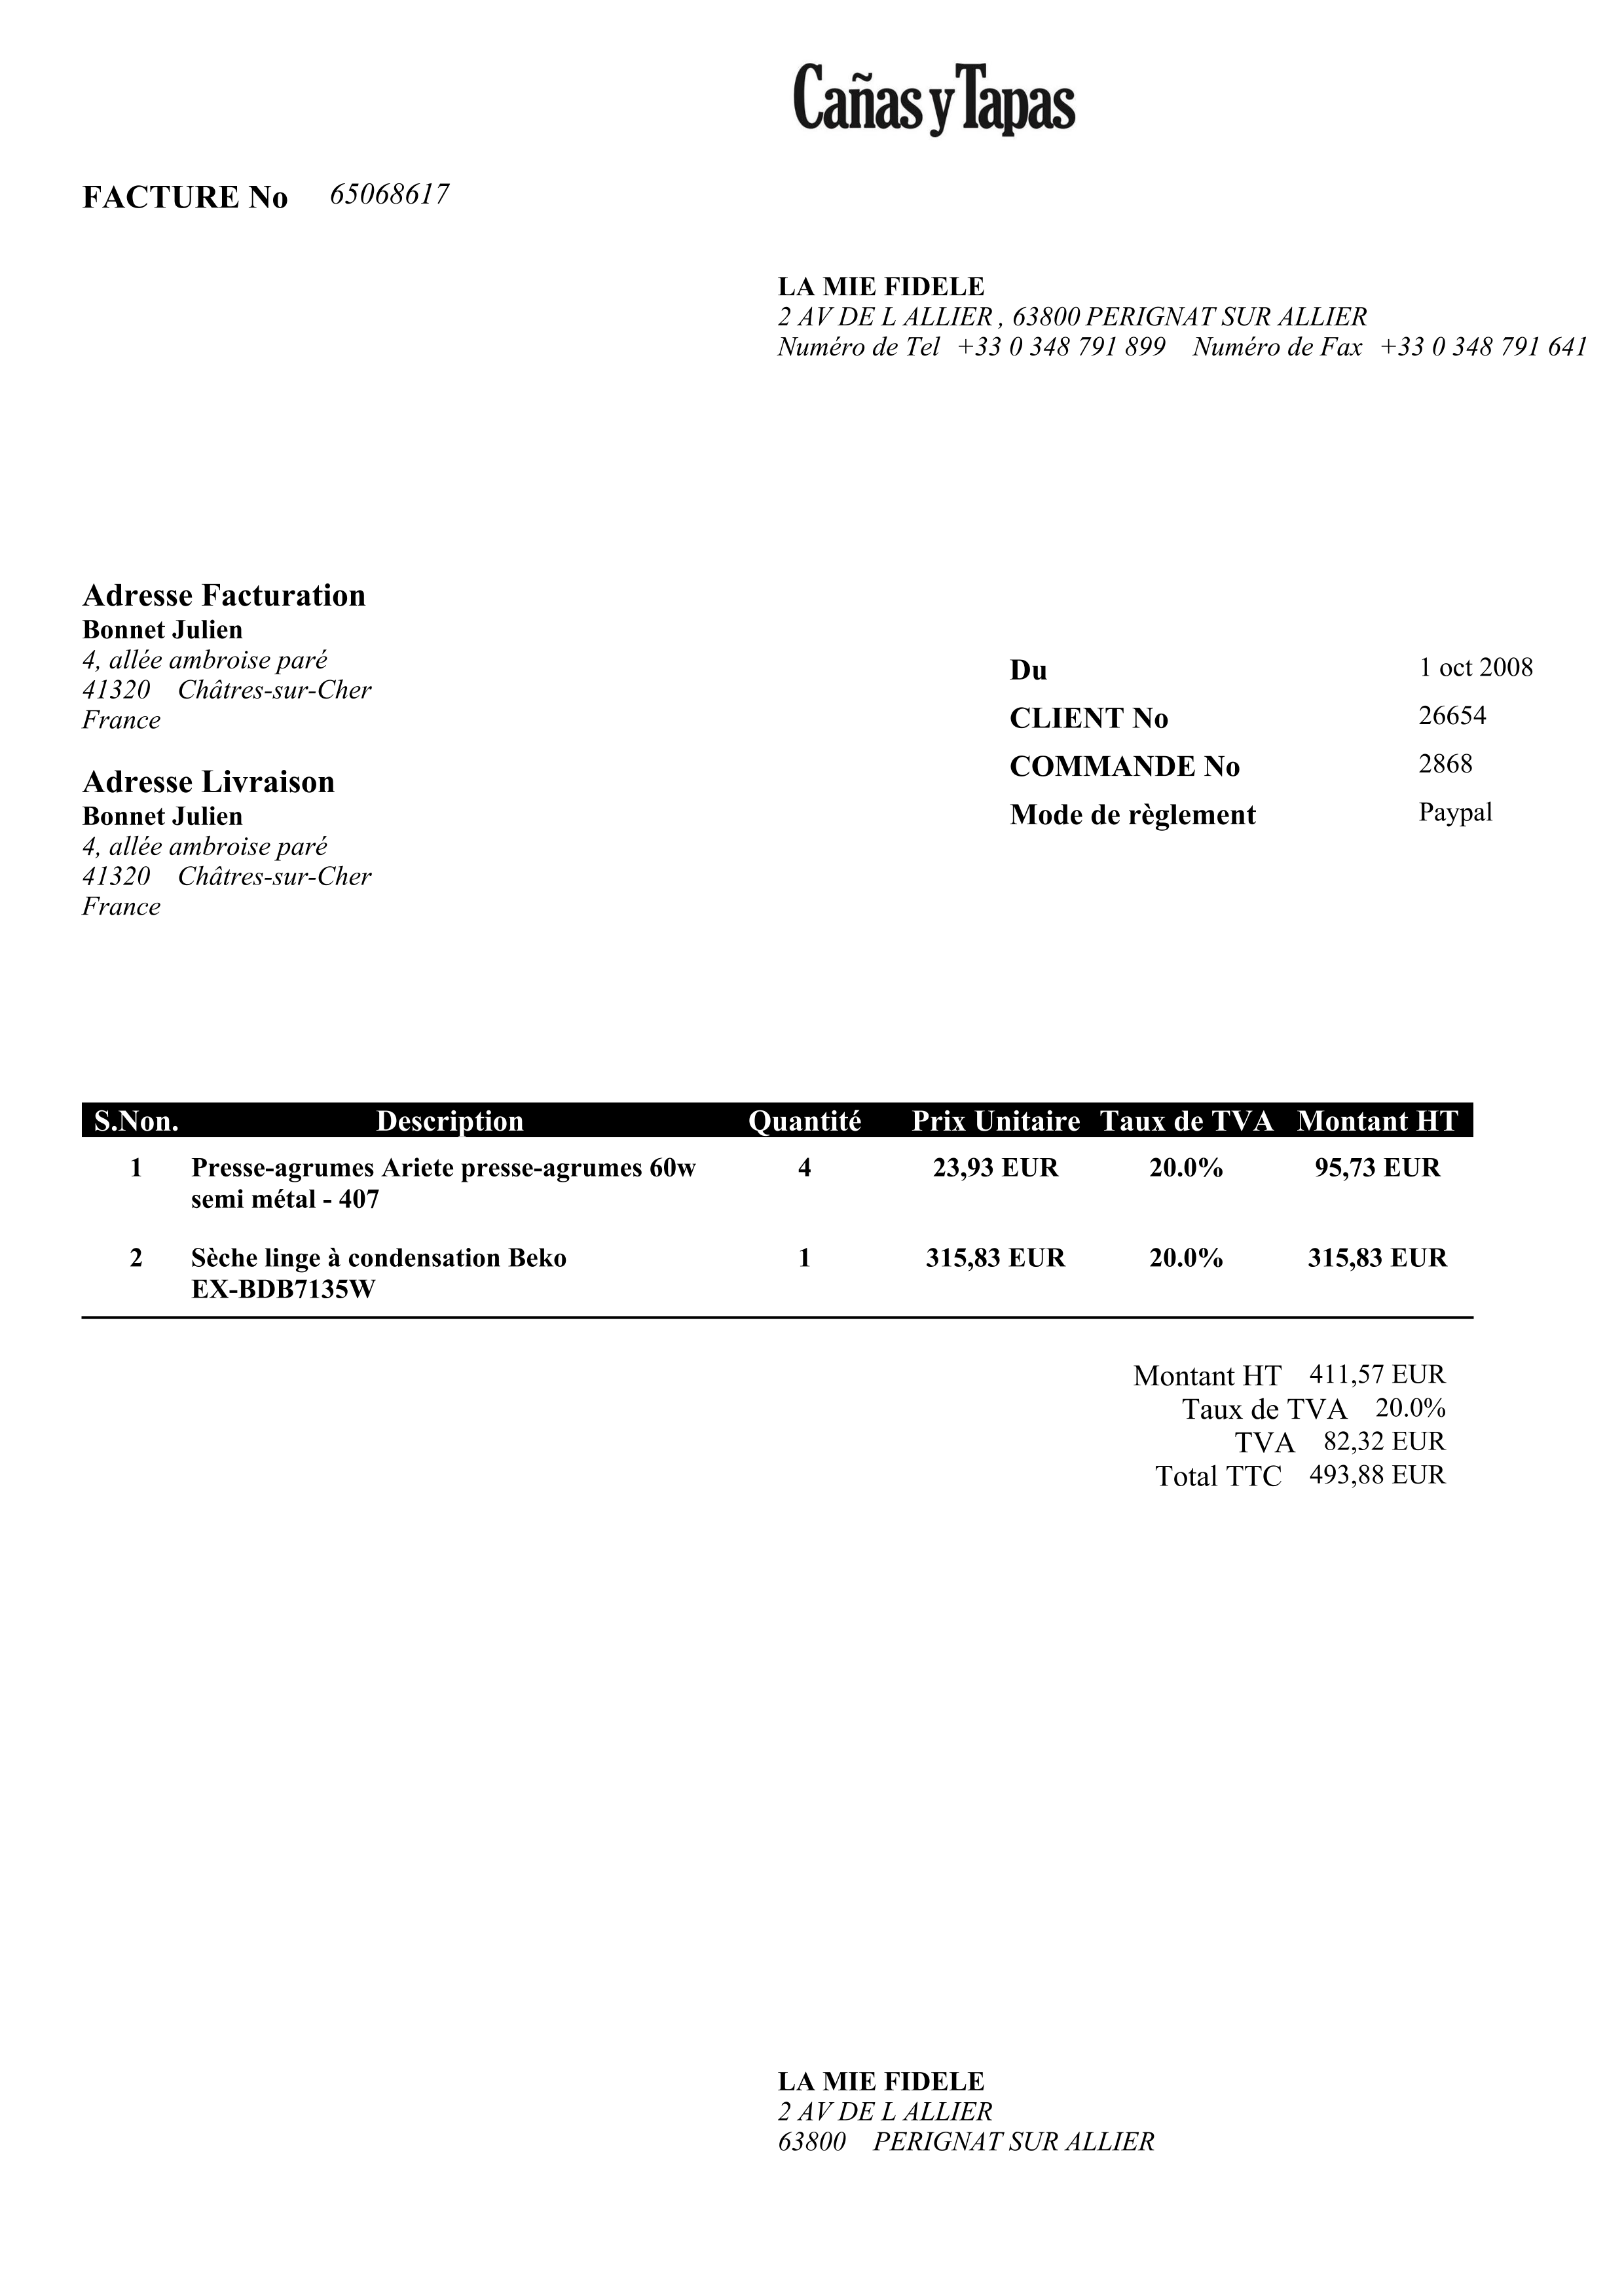 Cañas y Tapas
FACTURE No 65068617
LA MIE FIDELE
2 AV DE L ALLIER , 63800 PERIGNAT SUR ALLIER
Numéro de Tel +33 0 348 791 899 Numéro de Fax +33 0 348 791 641
Adresse Facturation
Bonnet Julien
4, allée ambroise paré
41320 Châtres-sur-Cher
France
Adresse Livraison
Bonnet Julien
4, allée ambroise paré
41320 Châtres-sur-Cher
France
Du 1 oct 2008
CLIENT No 26654
COMMANDE No 2868
Mode de règlement Paypal
S.Non. Description Quantité Prix Unitaire Taux de TVA Montant HT
1 Presse-agrumes Ariete presse-agrumes 60w 4 23,93 EUR 20.0% 95,73 EUR
semi métal - 407
2 Sèche linge à condensation Beko 1 315,83 EUR 20.0% 315,83 EUR
EX-BDB7135W
Montant HT 411,57 EUR
Taux de TVA 20.0%
TVA 82,32 EUR
Total TTC 493,88 EUR
LA MIE FIDELE
2 AV DE L ALLIER
63800 PERIGNAT SUR ALLIER